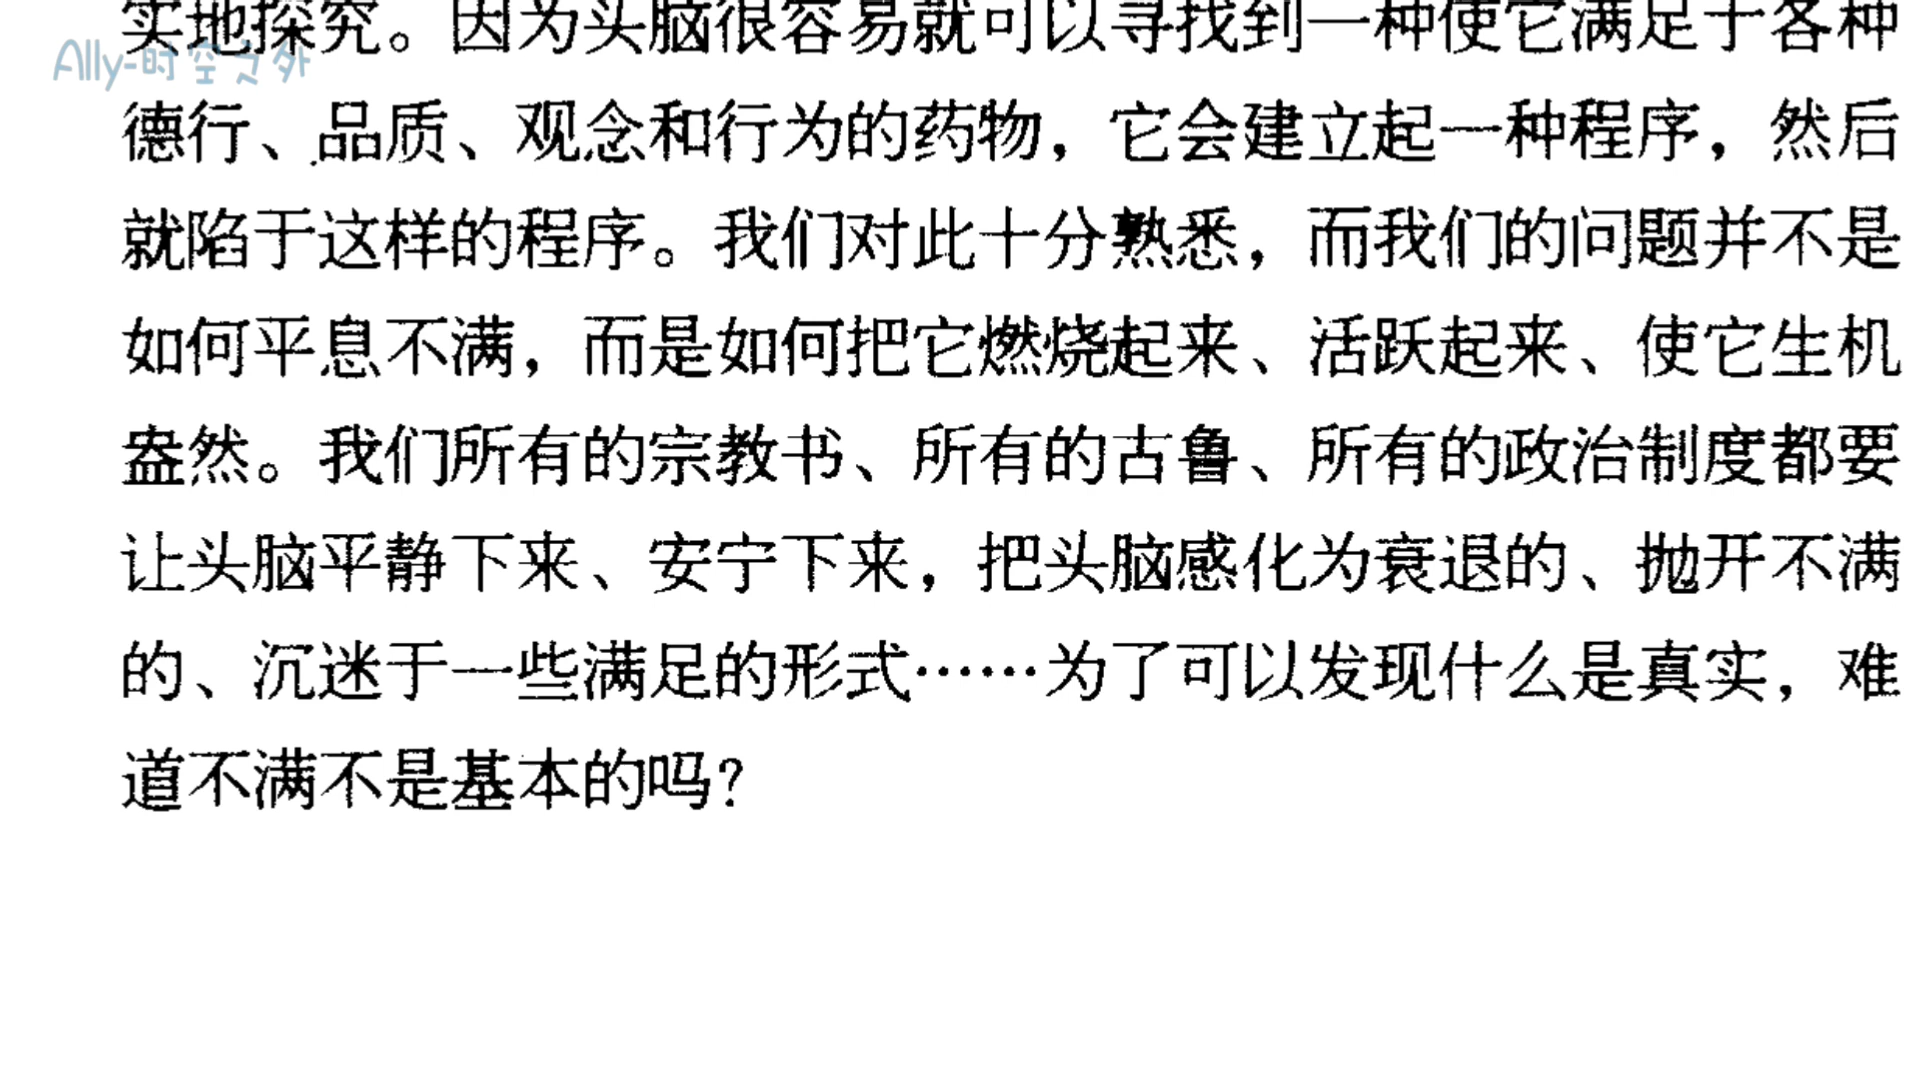 实地探究。因为头脑很容易就可以寻找到一种使它满足于各种
Ally-时空之外
德行、品质、观念和行为的药物，它会建立起一种程序，然后
就陷于这样的程序。我们对此十分熟悉，而我们的问题并不是
如何平息不满，而是如何把它燃烧起来、活跃起来、使它生机
盎然。我们所有的宗教书、所有的古鲁、所有的政治制度都要
让头脑平静下来、安宁下来，把头脑感化为衰退的、抛开不满
的、沉迷于一些满足的形式……为了可以发现什么是真实，难
道不满不是基本的吗？